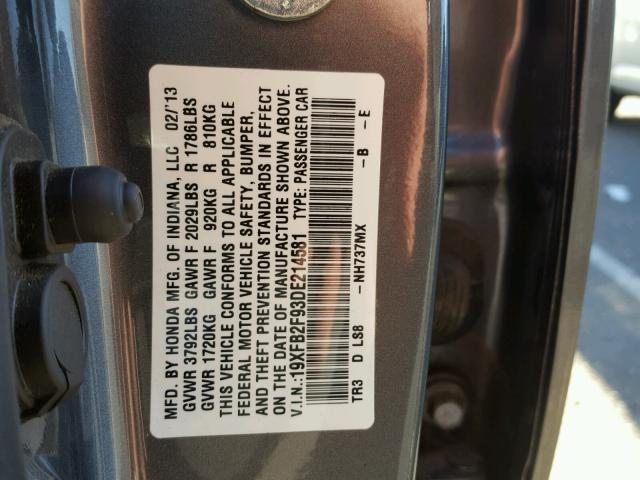 MFD. BY HONDA MFG. OF INDIANA, LLC 02/'13
GVWR 3792LBS GAWR F 2029LBS R 1786LBS
GVWR 1720KG GAWR F 920KG R 810KG
THIS VEHICLE CONFORMS TO ALL APPLICABLE
FEDERAL MOTOR VEHICLE SAFETY, BUMPER,
AND THEFT PREVENTION STANDARDS IN EFFECT
ON THE DATE OF MANUFACTURE SHOWN ABOVE.
V.I.N.:19XFB2F93DE214581 TYPE: PASSENGER CAR
TR3 D LS8 -NH737MX -B -E